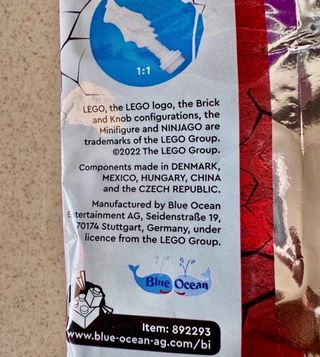 1:1
LEGO, the LEGO logo, the Brick
and Knob configurations, the
Minifigure and NINJAGO are
trademarks of the LEGO Group.
©2022 The LEGO Group.
Components made in DENMARK,
MEXICO, HUNGARY, CHINA
and the CZECH REPUBLIC.
Manufactured by Blue Ocean
Entertainment AG, Seidenstraße 19,
70174 Stuttgart, Germany, under
licence from the LEGO Group.
Blue Ocean
Item: 892293
www.blue-ocean-ag.com/bi